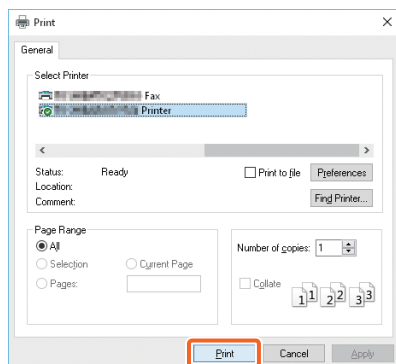 Print
General
Select Printer
Fax
Printer
Status: Ready
Print to file
Preferences
Location:
Comment:
Find Printer...
Page Range
All
Selection
Current Page
Pages:
Number of copies: 1
Collate
1 1 2 2 3 3
Print
Cancel
Apply